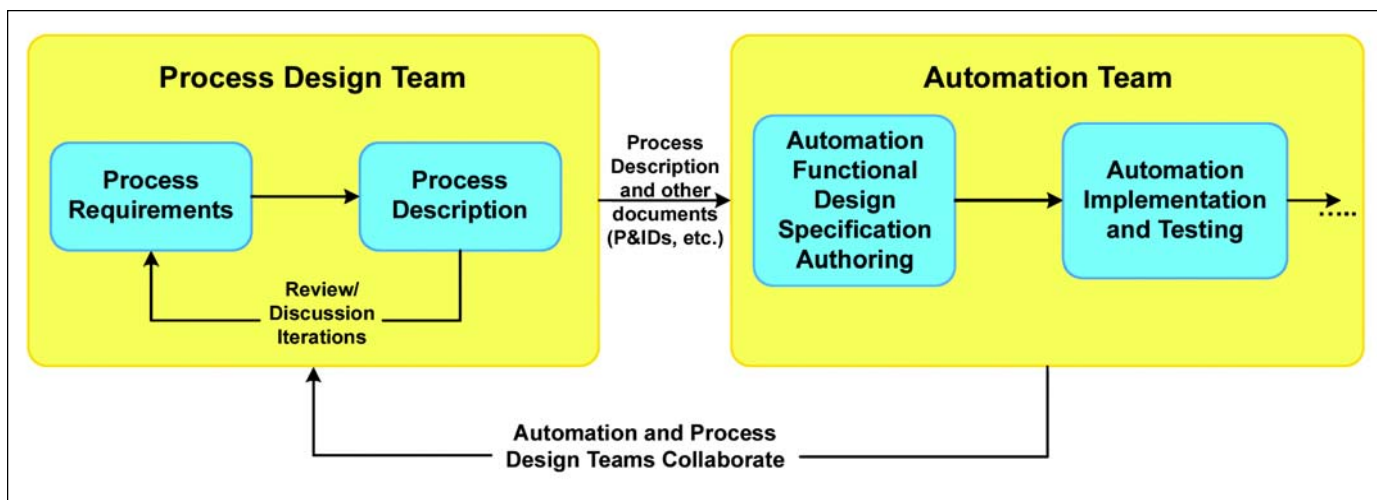 Process Design Team
Process
Requirements
Process
Description
Review/
Discussion
Iterations
Process
Description
and other
documents
(P&IDs, etc.)
Automation Team
Automation
Functional
Design
Specification
Authoring
Automation
Implementation
and Testing
.....
Automation and Process
Design Teams Collaborate